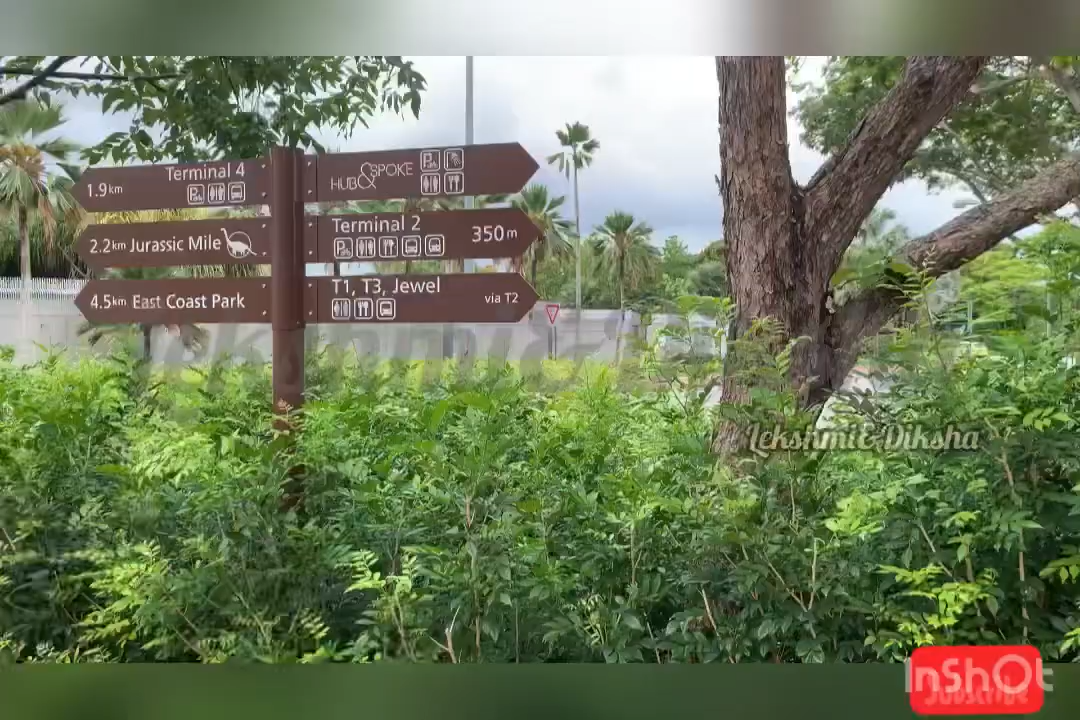 Terminal 4
1.9km
2.2km Jurassic Mile
4.5km East Coast Park
HUB & SPOKE
Terminal 2
350m
T1, T3, Jewel
via T2
Lekshmi&Diksha
InShOt
Subscribe